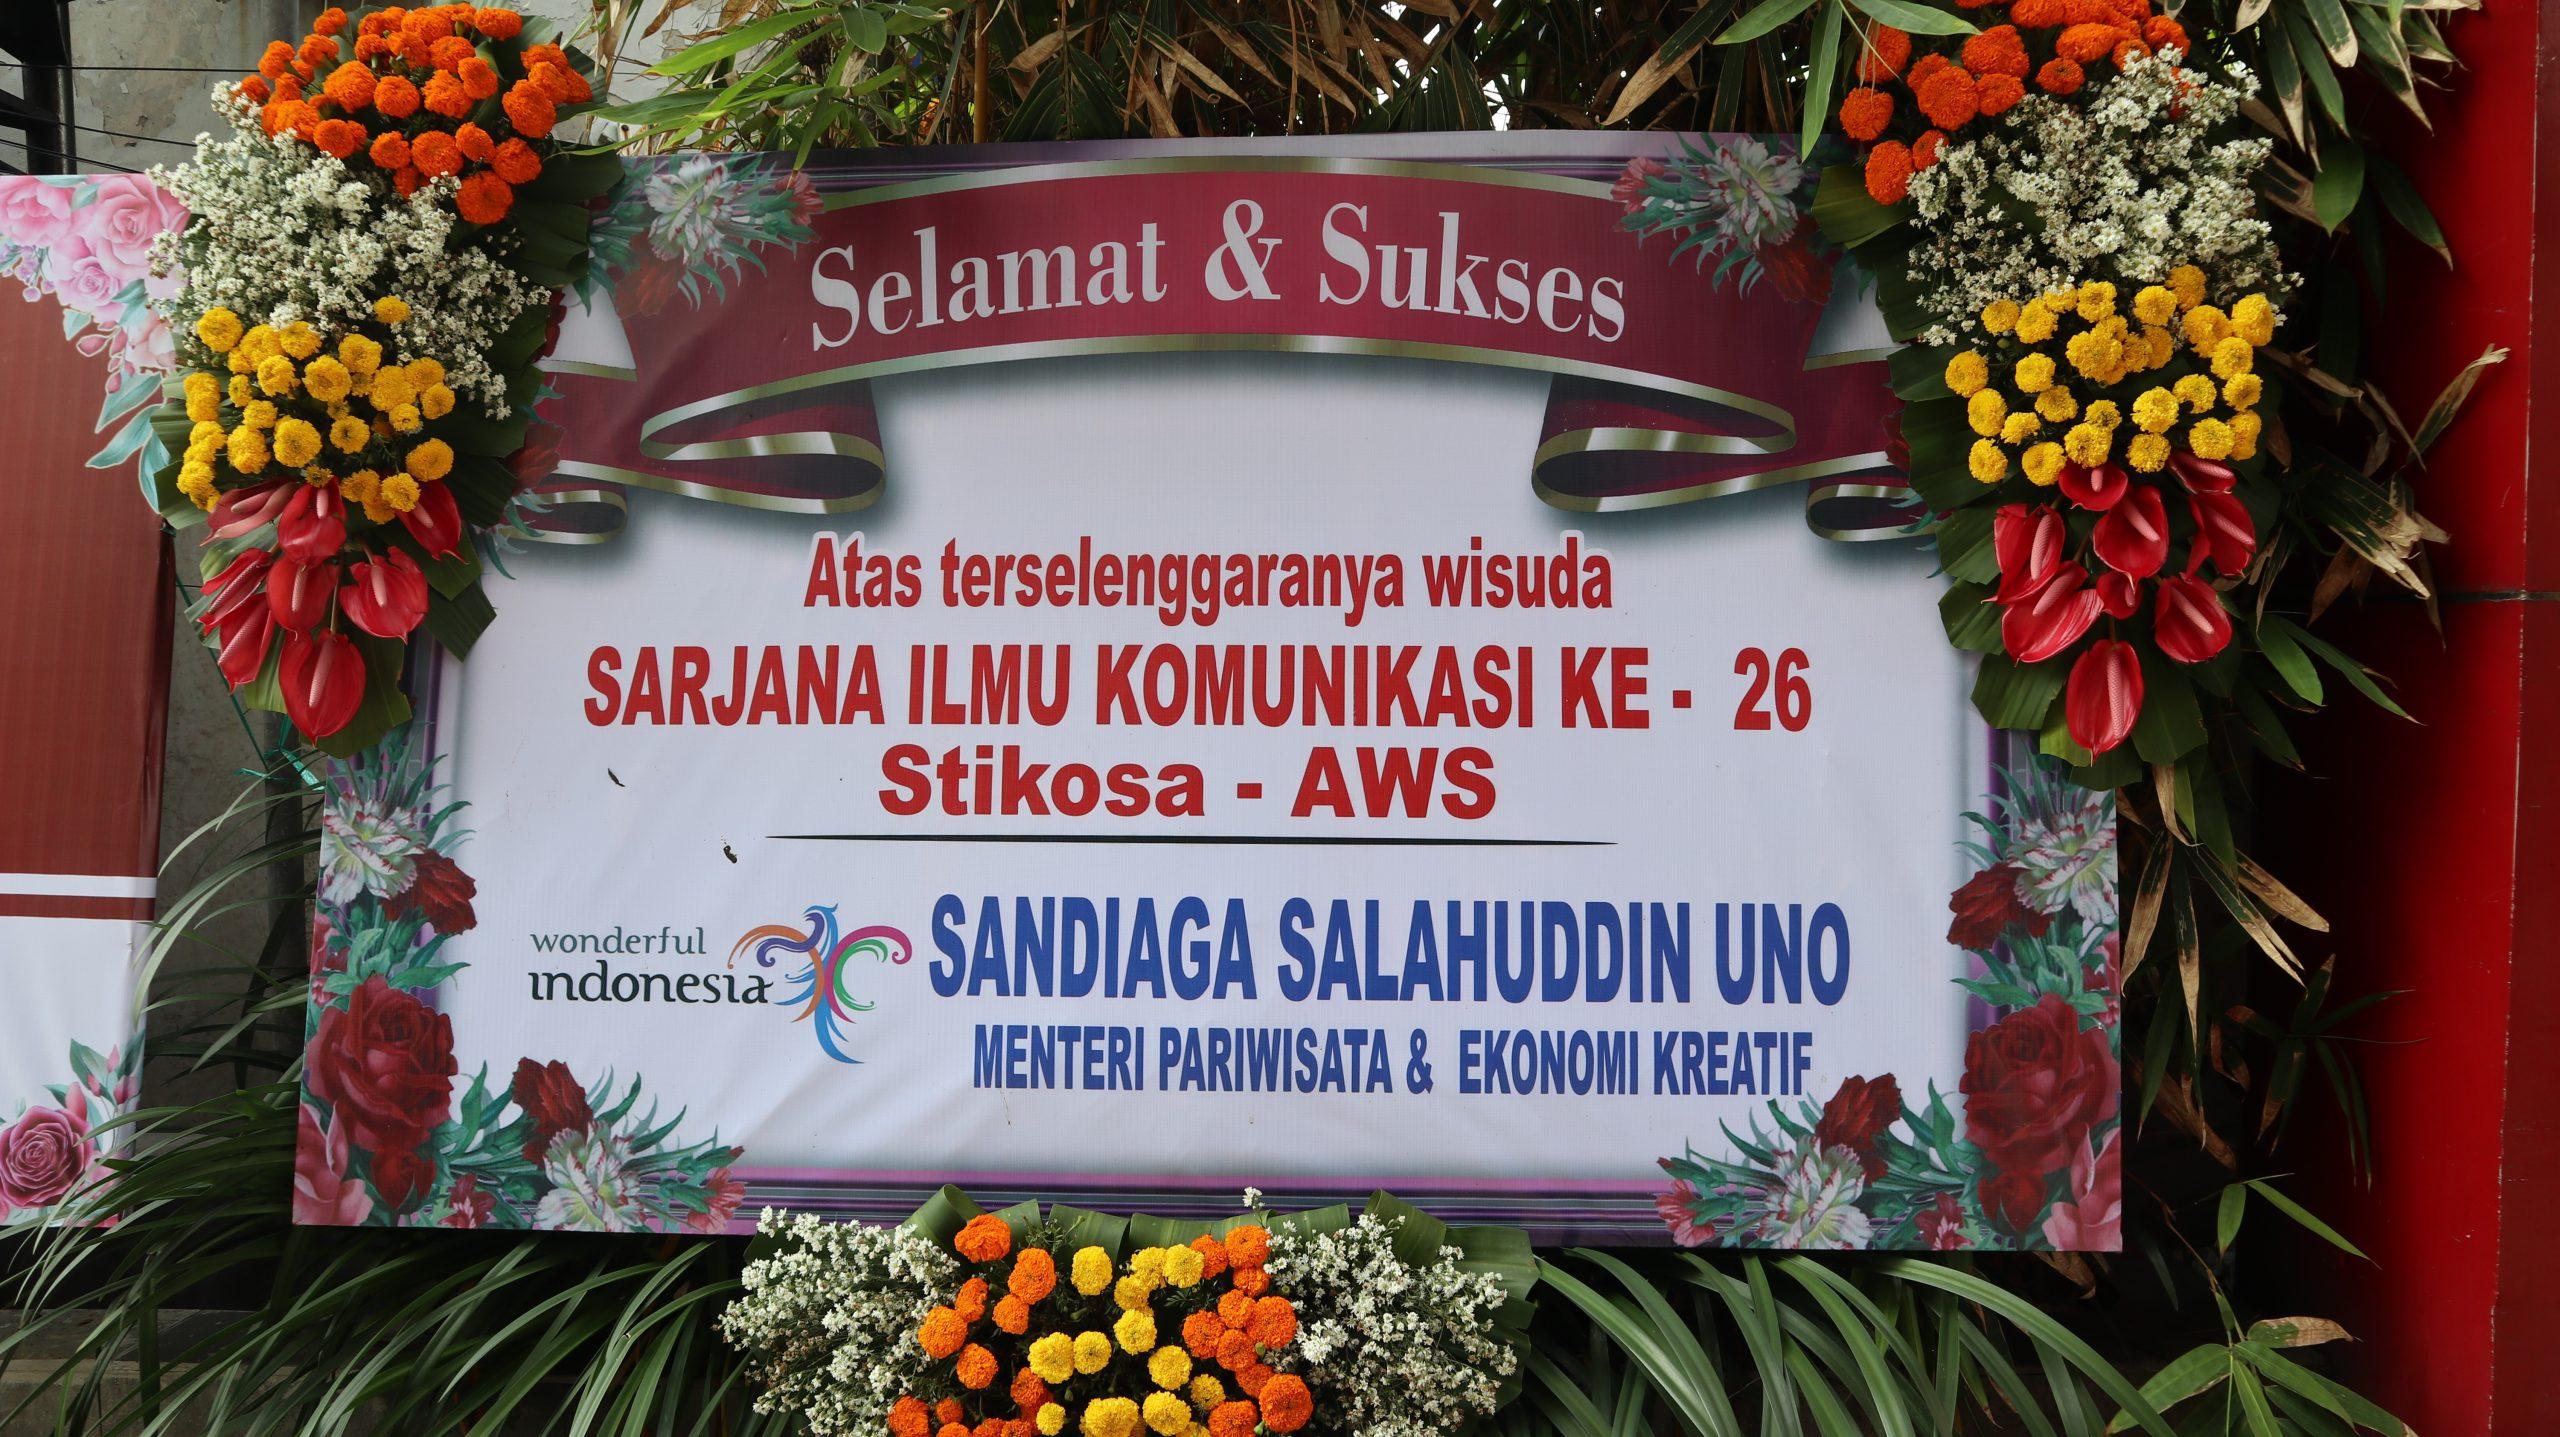 Selamat & Sukses
Atas terselenggaranya wisuda
SARJANA ILMU KOMUNIKASI KE - 26
Stikosa - AWS
wonderful
indonesia
SANDIAGA SALAHUDDIN UNO
MENTERI PARIWISATA & EKONOMI KREATIF